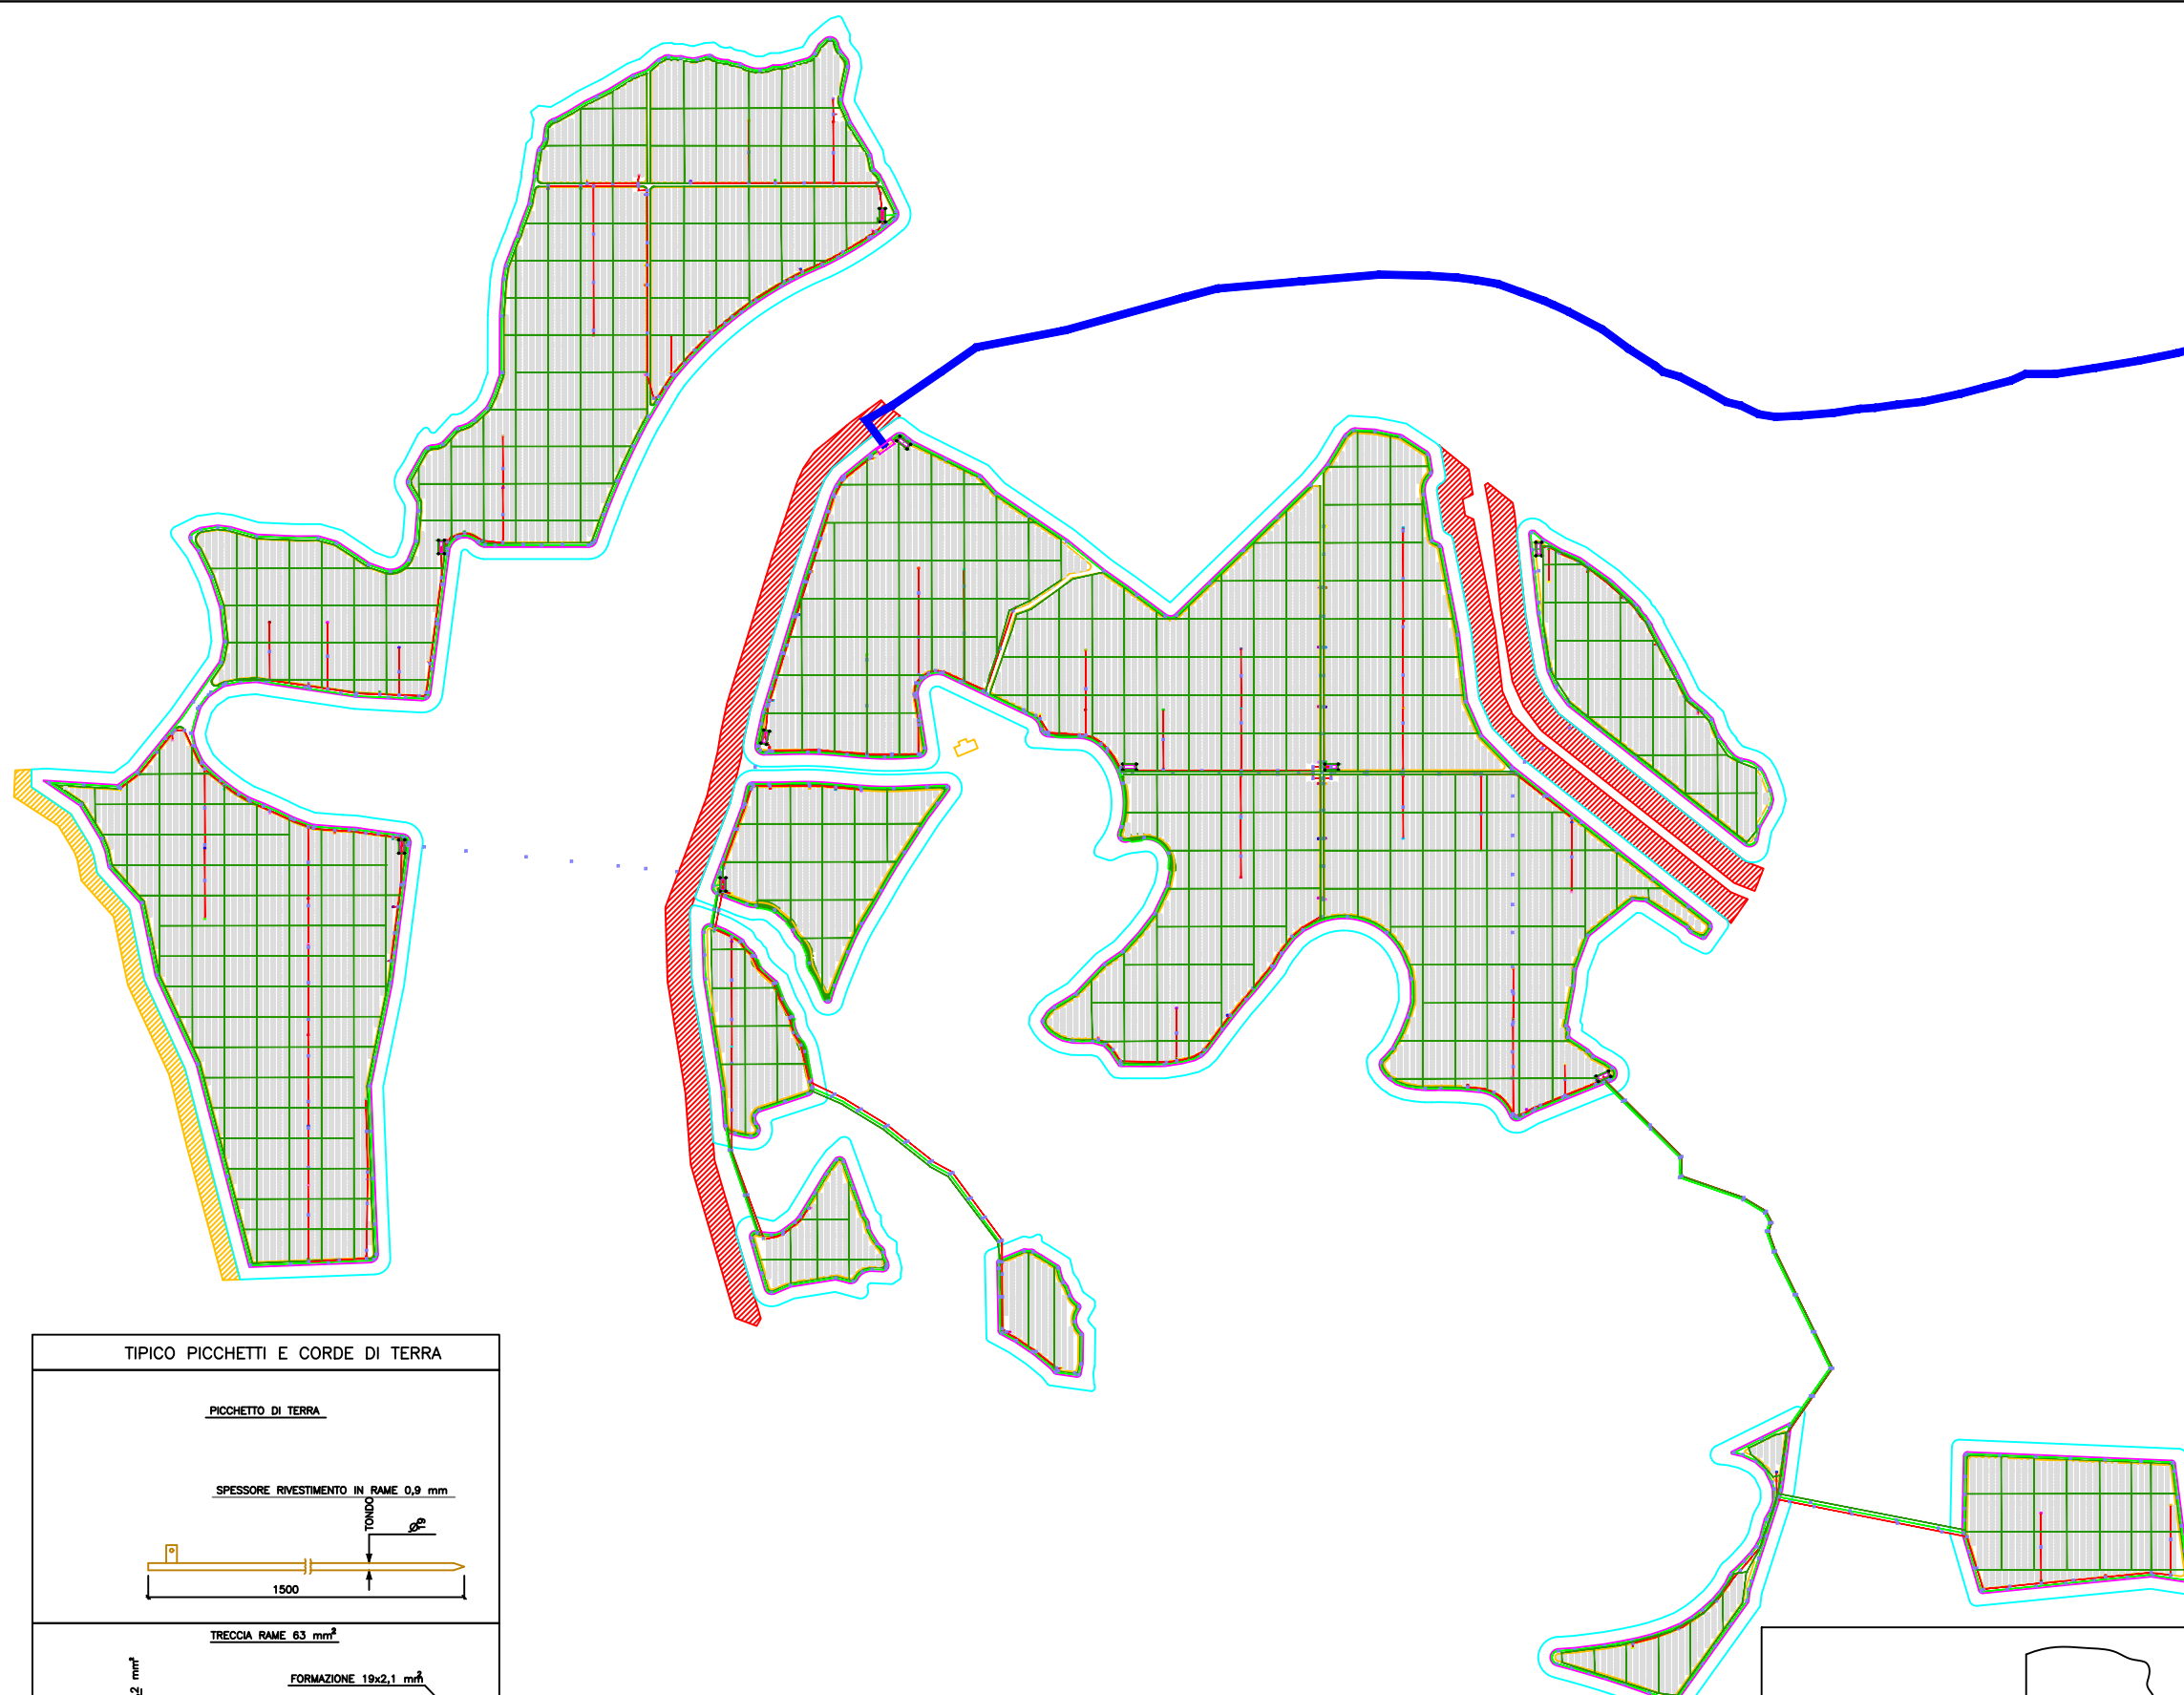 TIPICO PICCHETTI E CORDE DI TERRA
PICCHETTO DI TERRA
SPESSORE RIVESTIMENTO IN RAME 0,9 mm
TONDO
Ø19
1500
TRECCIA RAME 63 mm²
FORMAZIONE 19x2,1 mm²